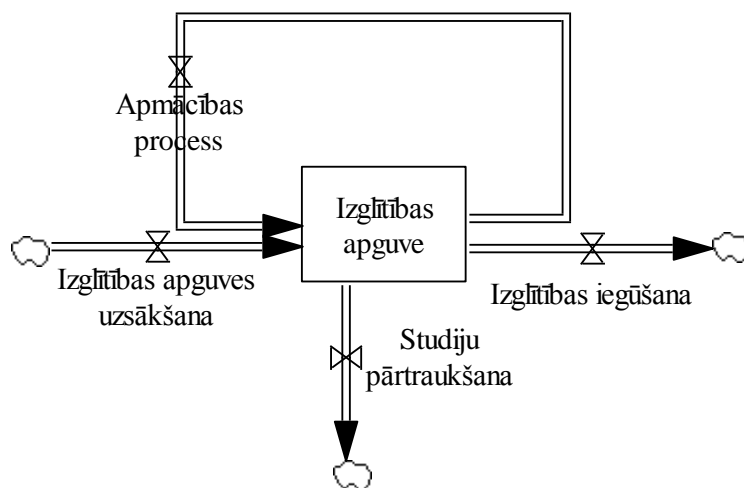 Apmācības
process
Izglītības
apguve
Izglītības apguves
uzsākšana
Izglītības iegūšana
Studiju
pārtraukšana